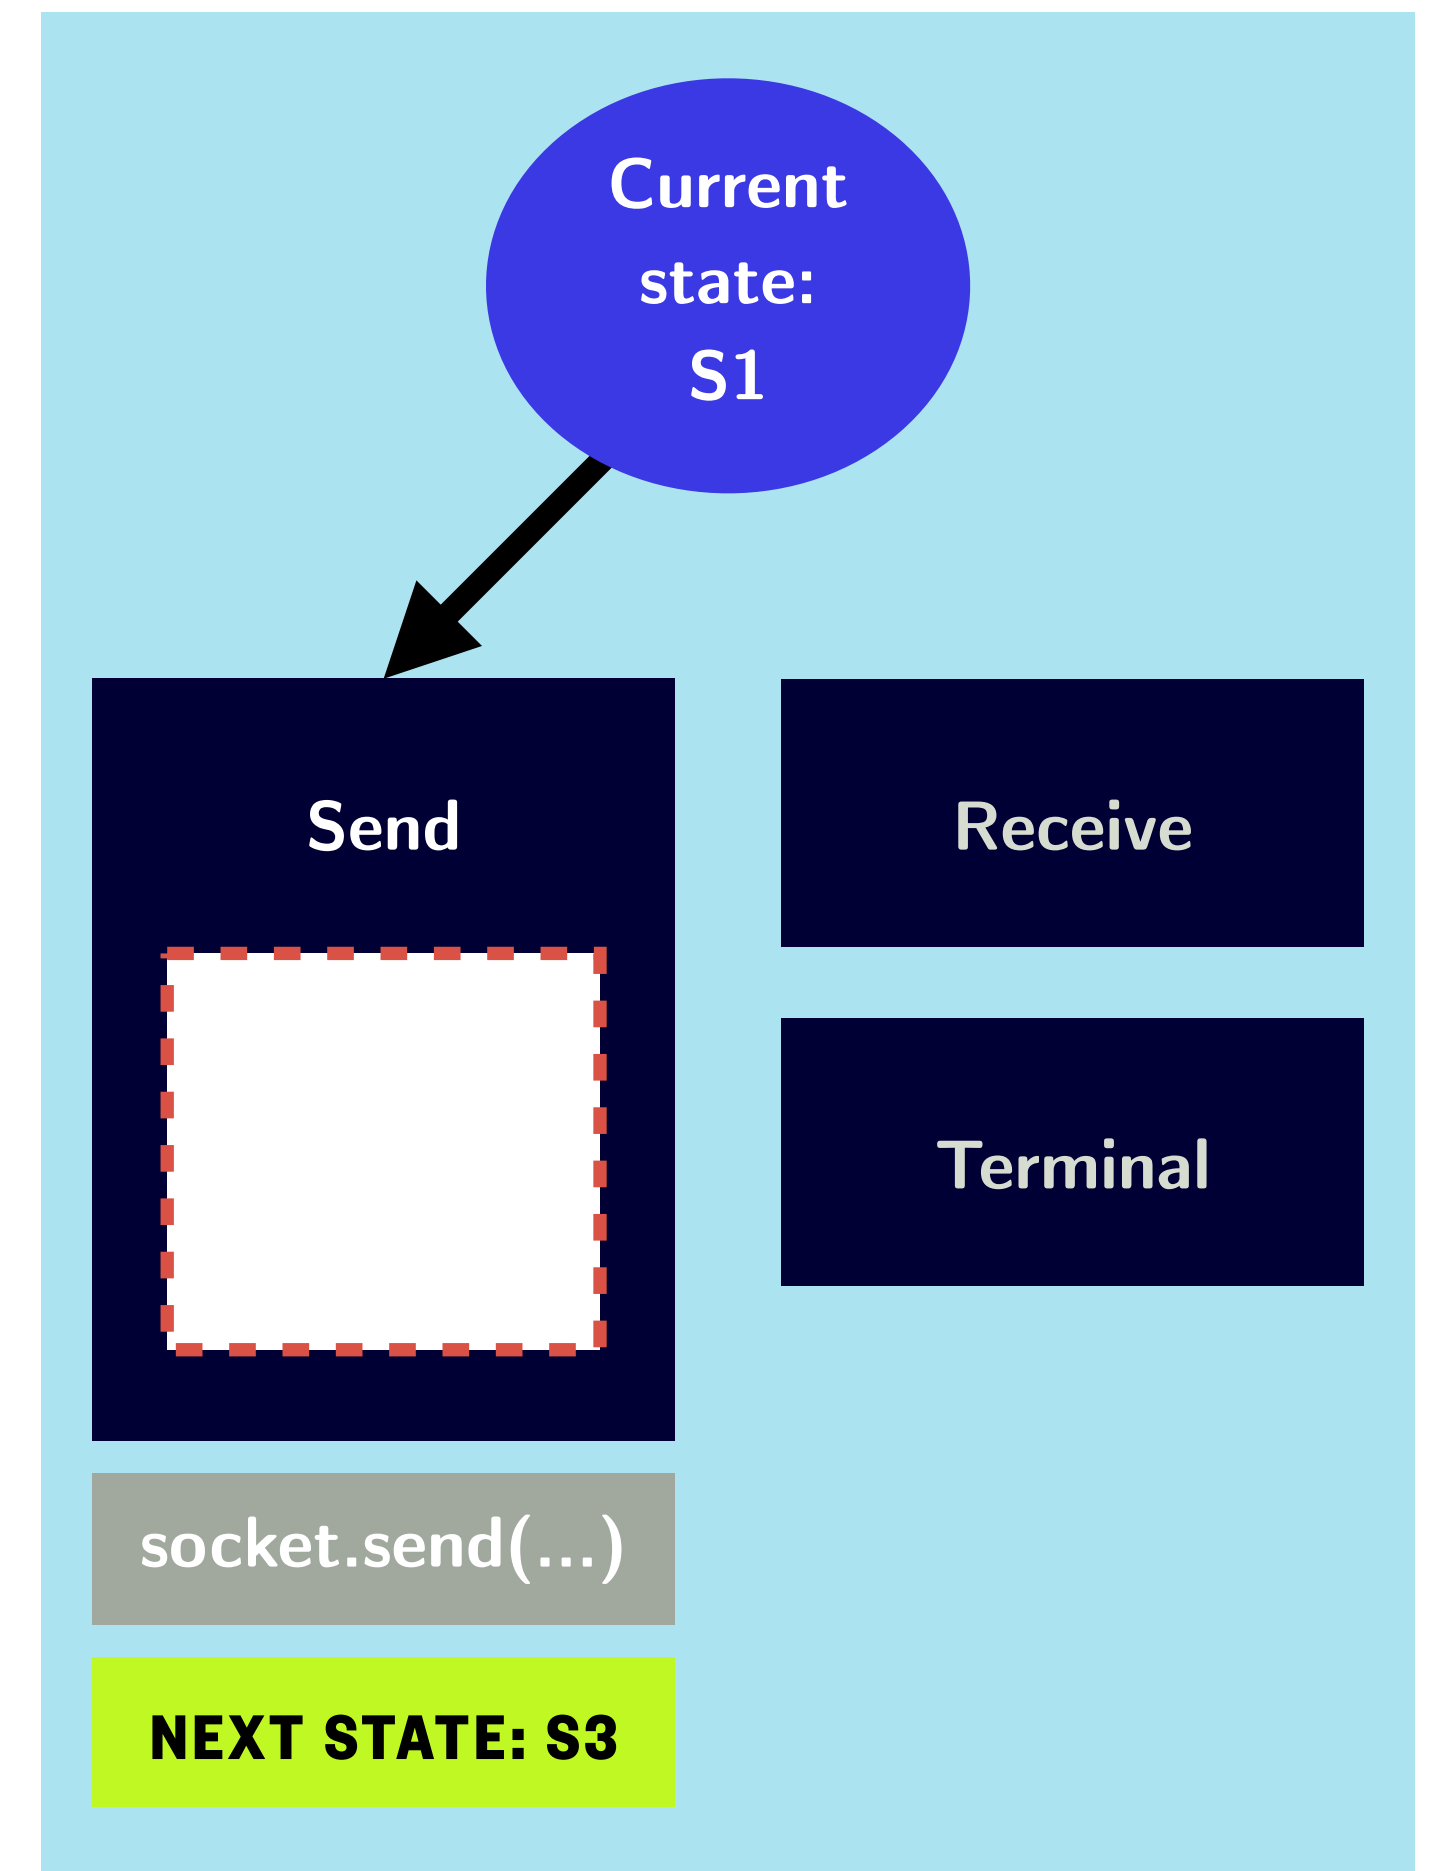 Current
state:
S1
Send
Receive
Terminal
socket.send(...)
NEXT STATE: S3